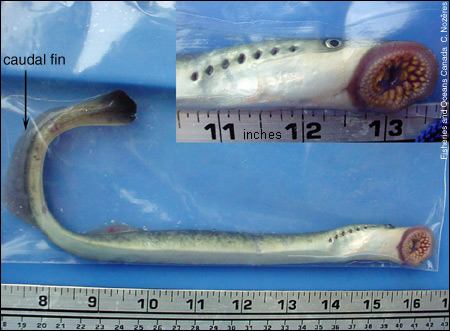 caudal fin
11 inches 12 13
Fisheries and Oceans Canada C. Nozères
8 9 10 11 12 13 14 15 16
18 19 20 21 22 23 24 25 26 27 28 29 30 31 32 33 34 35 36 37 38 39 40 41 42 43